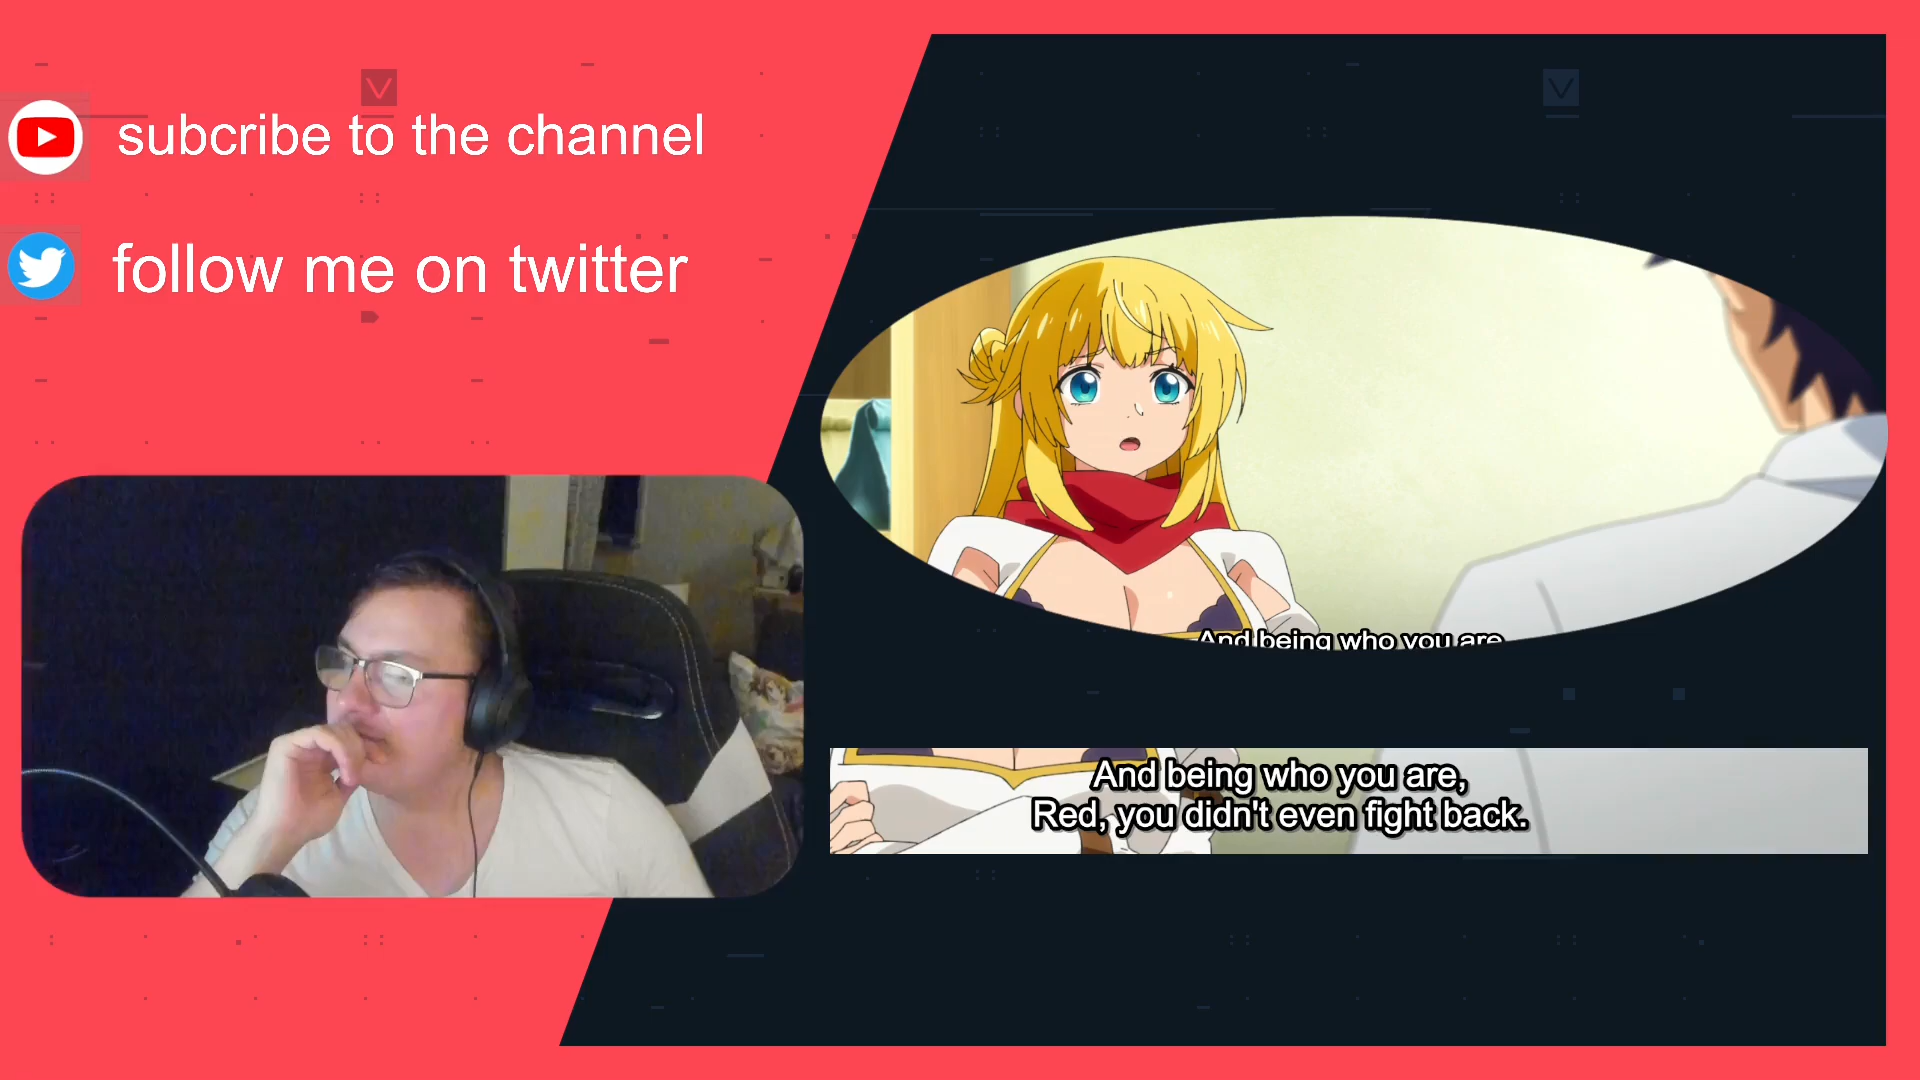 subcribe to the channel
follow me on twitter
And being who you are
And being who you are,
Red, you didn't even fight back.